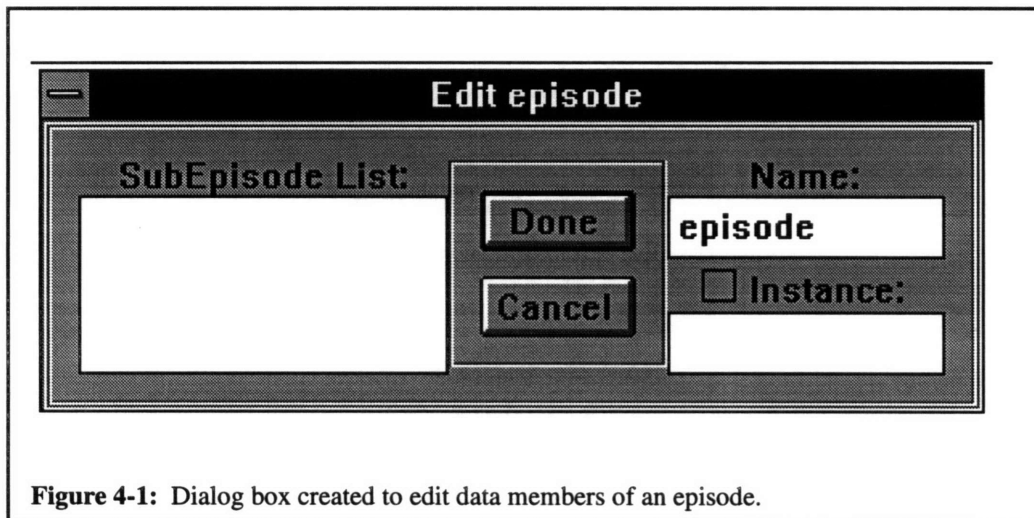 Edit episode
SubEpisode List:
Done
Cancel
Name:
episode
Instance:
Figure 4-1: Dialog box created to edit data members of an episode.